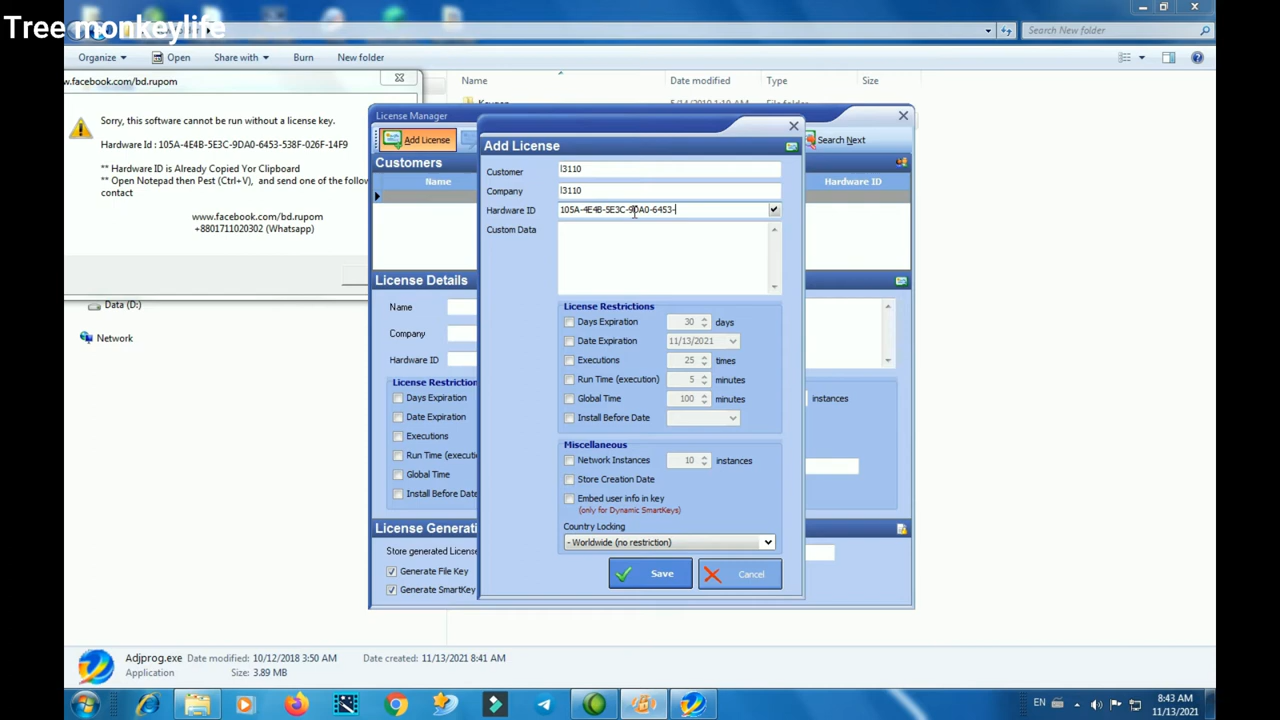 Tree monkeylife
Search New folder
Organize
Open
Share with
Burn
New folder
Name
Date modified
Type
Size
w.facebook.com/bd.rupom
Sorry, this software cannot be run without a license key.
Hardware Id : 105A-4E4B-5E3C-9DA0-6453-538F-026F-14F9
** Hardware ID is Already Copied Yor Clipboard
** Open Notepad then Pest (Ctrl+V), and send one of the follow
contact
www.facebook.com/bd.rupom
+8801711020302 (Whatsapp)
Data (D:)
Network
License Manager
Add License
Search Next
Customers
Name
Hardware ID
License Details
Name
Company
Hardware ID
License Restrictions
Days Expiration
Date Expiration
Executions
Run Time (executi
Global Time
Install Before Date
instances
License Generati
Store generated License
Generate File Key
Generate SmartKey
Add License
Customer
l3110
Company
l3110
Hardware ID
105A-4E4B-5E3C-9DA0-6453-
Custom Data
License Restrictions
Days Expiration
30
days
Date Expiration
11/13/2021
Executions
25
times
Run Time (execution)
5
minutes
Global Time
100
minutes
Install Before Date
Miscellaneous
Network Instances
10
instances
Store Creation Date
Embed user info in key
(only for Dynamic SmartKeys)
Country Locking
- Worldwide (no restriction)
Save
Cancel
Adjprog.exe
Date modified: 10/12/2018 3:50 AM
Date created: 11/13/2021 8:41 AM
Application
Size: 3.89 MB
EN
8:43 AM
11/13/2021